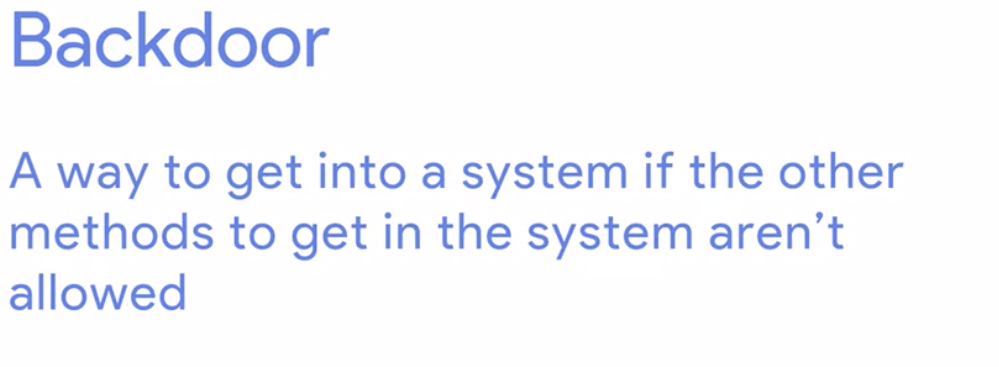 Backdoor
A way to get into a system if the other
methods to get in the system aren’t
allowed